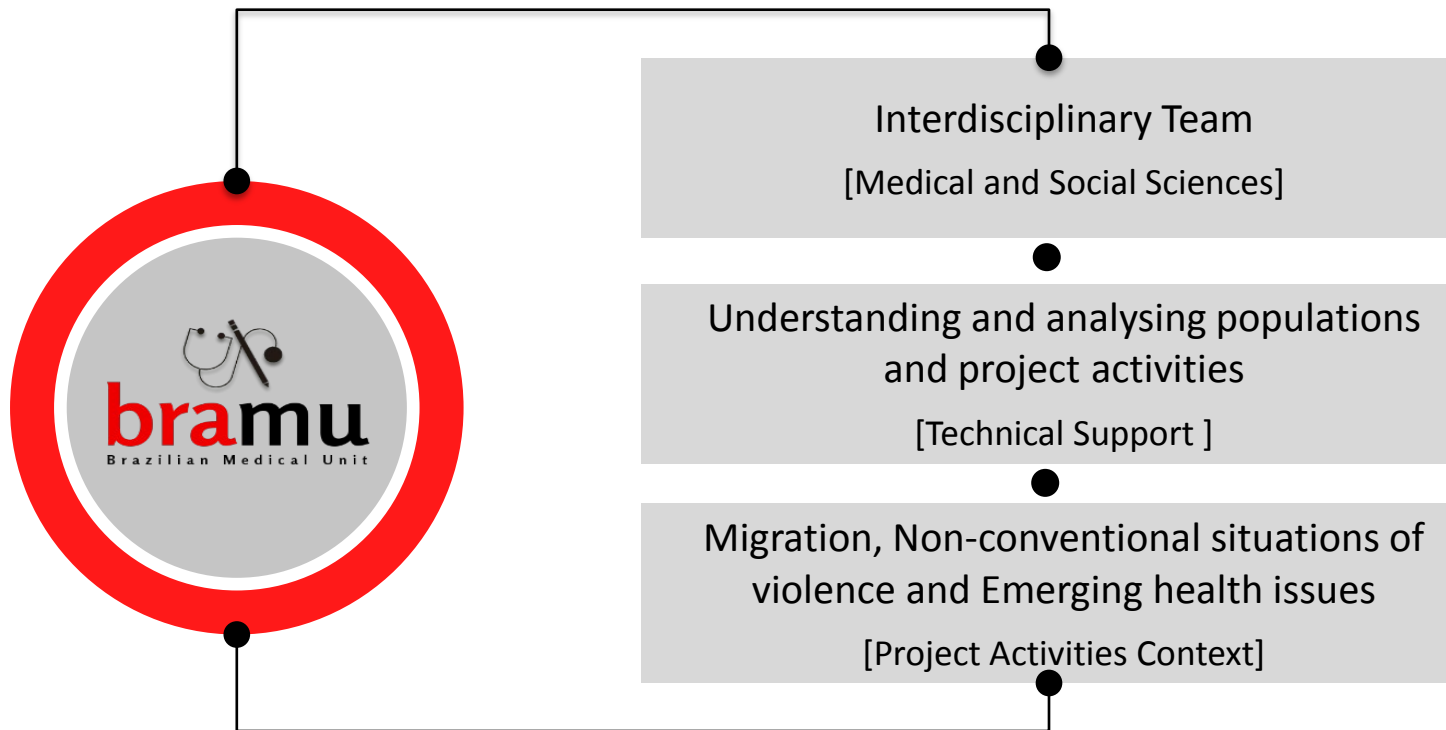 bramu
Brazilian Medical Unit
Interdisciplinary Team
[Medical and Social Sciences]
Understanding and analysing populations
and project activities
[Technical Support ]
Migration, Non-conventional situations of
violence and Emerging health issues
[Project Activities Context]